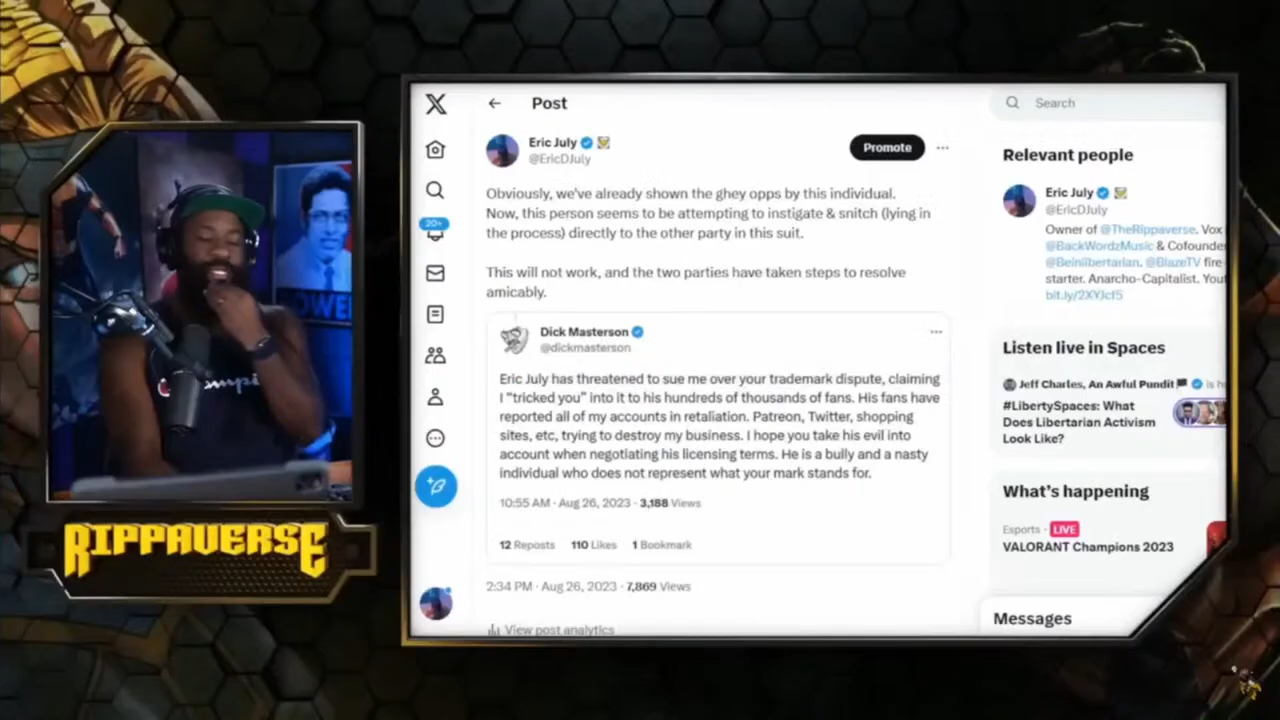 Post
Search
Eric July
@EricDJuly
Promote
Obviously, we've already shown the ghey opps by this individual.
Now, this person seems to be attempting to instigate & snitch (lying in
the process) directly to the other party in this suit.
This will not work, and the two parties have taken steps to resolve
amicably.
Dick Masterson
@dickmasterson
Eric July has threatened to sue me over your trademark dispute, claiming
I "tricked you" into it to his hundreds of thousands of fans. His fans have
reported all of my accounts in retaliation. Patreon, Twitter, shopping
sites, etc, trying to destroy my business. I hope you take his evil into
account when negotiating his licensing terms. He is a bully and a nasty
individual who does not represent what your mark stands for.
10:55 AM · Aug 26, 2023 · 3,188 Views
12 Reposts 110 Likes 1 Bookmark
2:34 PM · Aug 26, 2023 · 7,869 Views
View post analytics
20+
Relevant people
Eric July
@EricDJuly
Owner of @TheRippaverse. Vox
@BackWordzMusic & Cofounde
@Beinlibertarian. @BlazeTV fire-
starter. Anarcho-Capitalist. You
bit.ly/2XYJcf5
Listen live in Spaces
Jeff Charles, An Awful Pundit is h
#LibertySpaces: What
Does Libertarian Activism
Look Like?
What's happening
Esports · LIVE
VALORANT Champions 2023
Messages
RIPPAVERSE